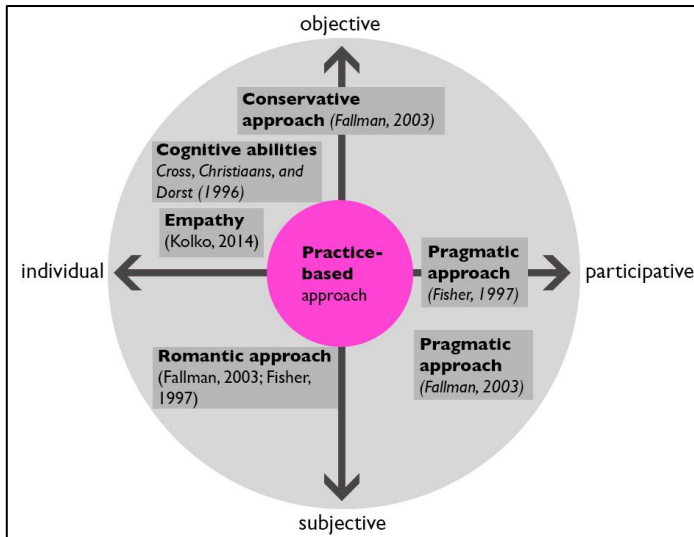 objective
Conservative
approach (Fallman, 2003)
Cognitive abilities
Cross, Christiaans, and
Dorst (1996)
Empathy
(Kolko, 2014)
individual
Practice-
based
approach
Pragmatic
approach
(Fisher, 1997)
participative
Romantic approach
(Fallman, 2003; Fisher,
1997)
Pragmatic
approach
(Fallman, 2003)
subjective